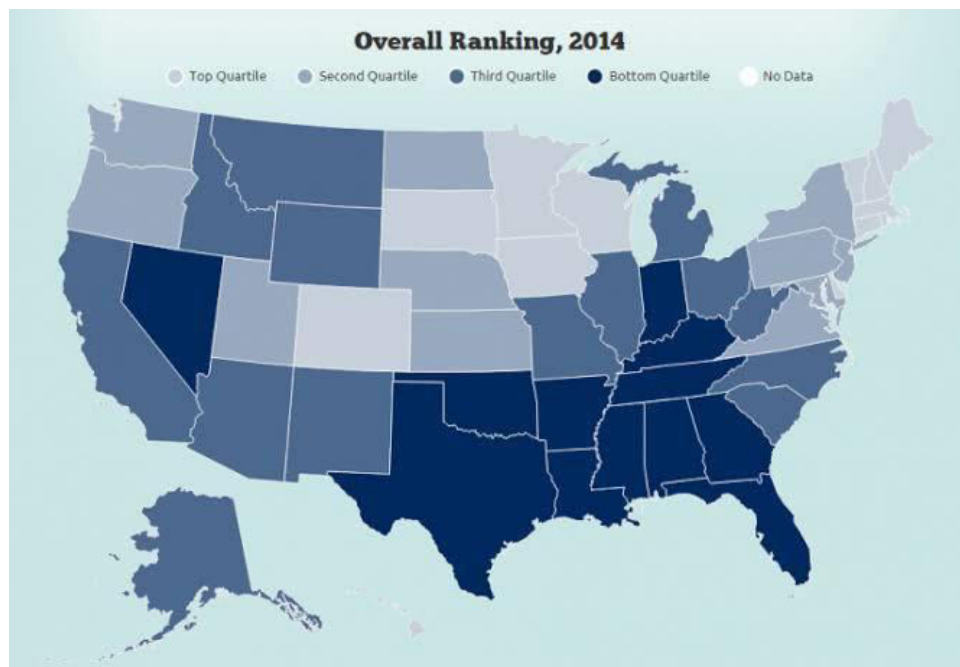 Overall Ranking, 2014
Top Quartile Second Quartile Third Quartile Bottom Quartile No Data